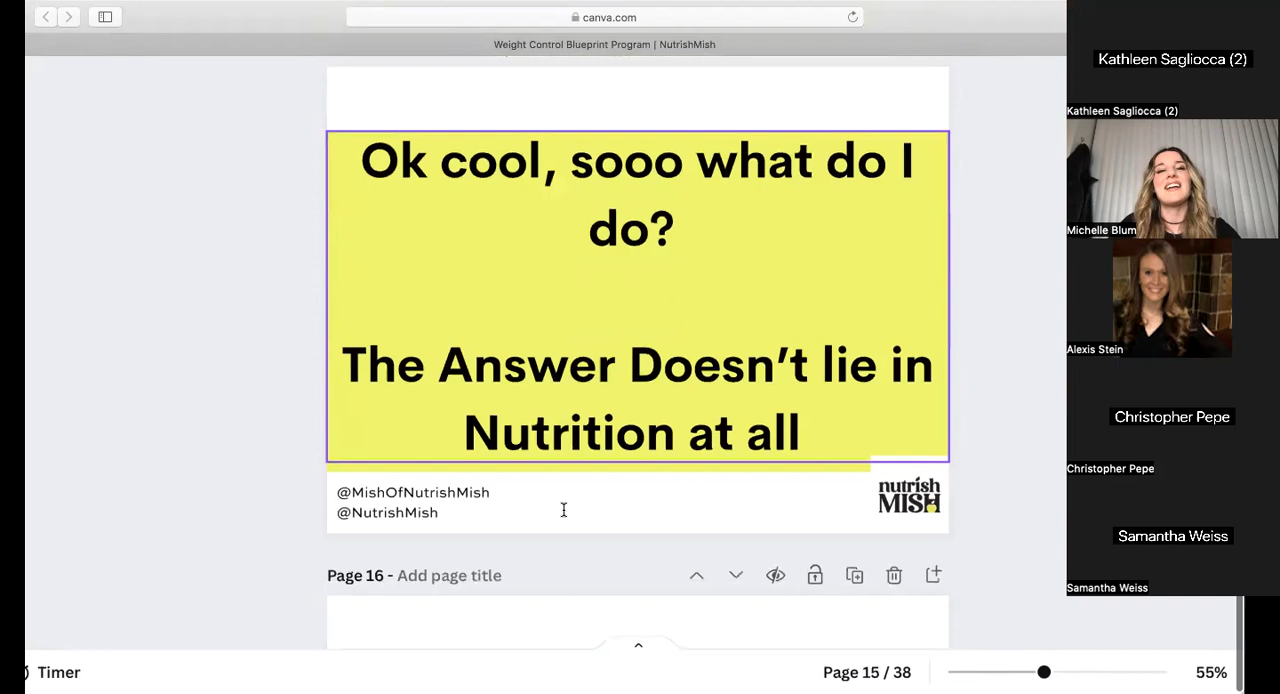 canva.com
Weight Control Blueprint Program | NutrishMish
Ok cool, sooo what do I
do?
The Answer Doesn’t lie in
Nutrition at all
@MishOfNutrishMish
@NutrishMish
nutrish
MISH
Page 16 - Add page title
Timer
Page 15 / 38
55%
Kathleen Sagliocca (2)
Kathleen Sagliocca (2)
Michelle Blum
Alexis Stein
Christopher Pepe
Christopher Pepe
Samantha Weiss
Samantha Weiss